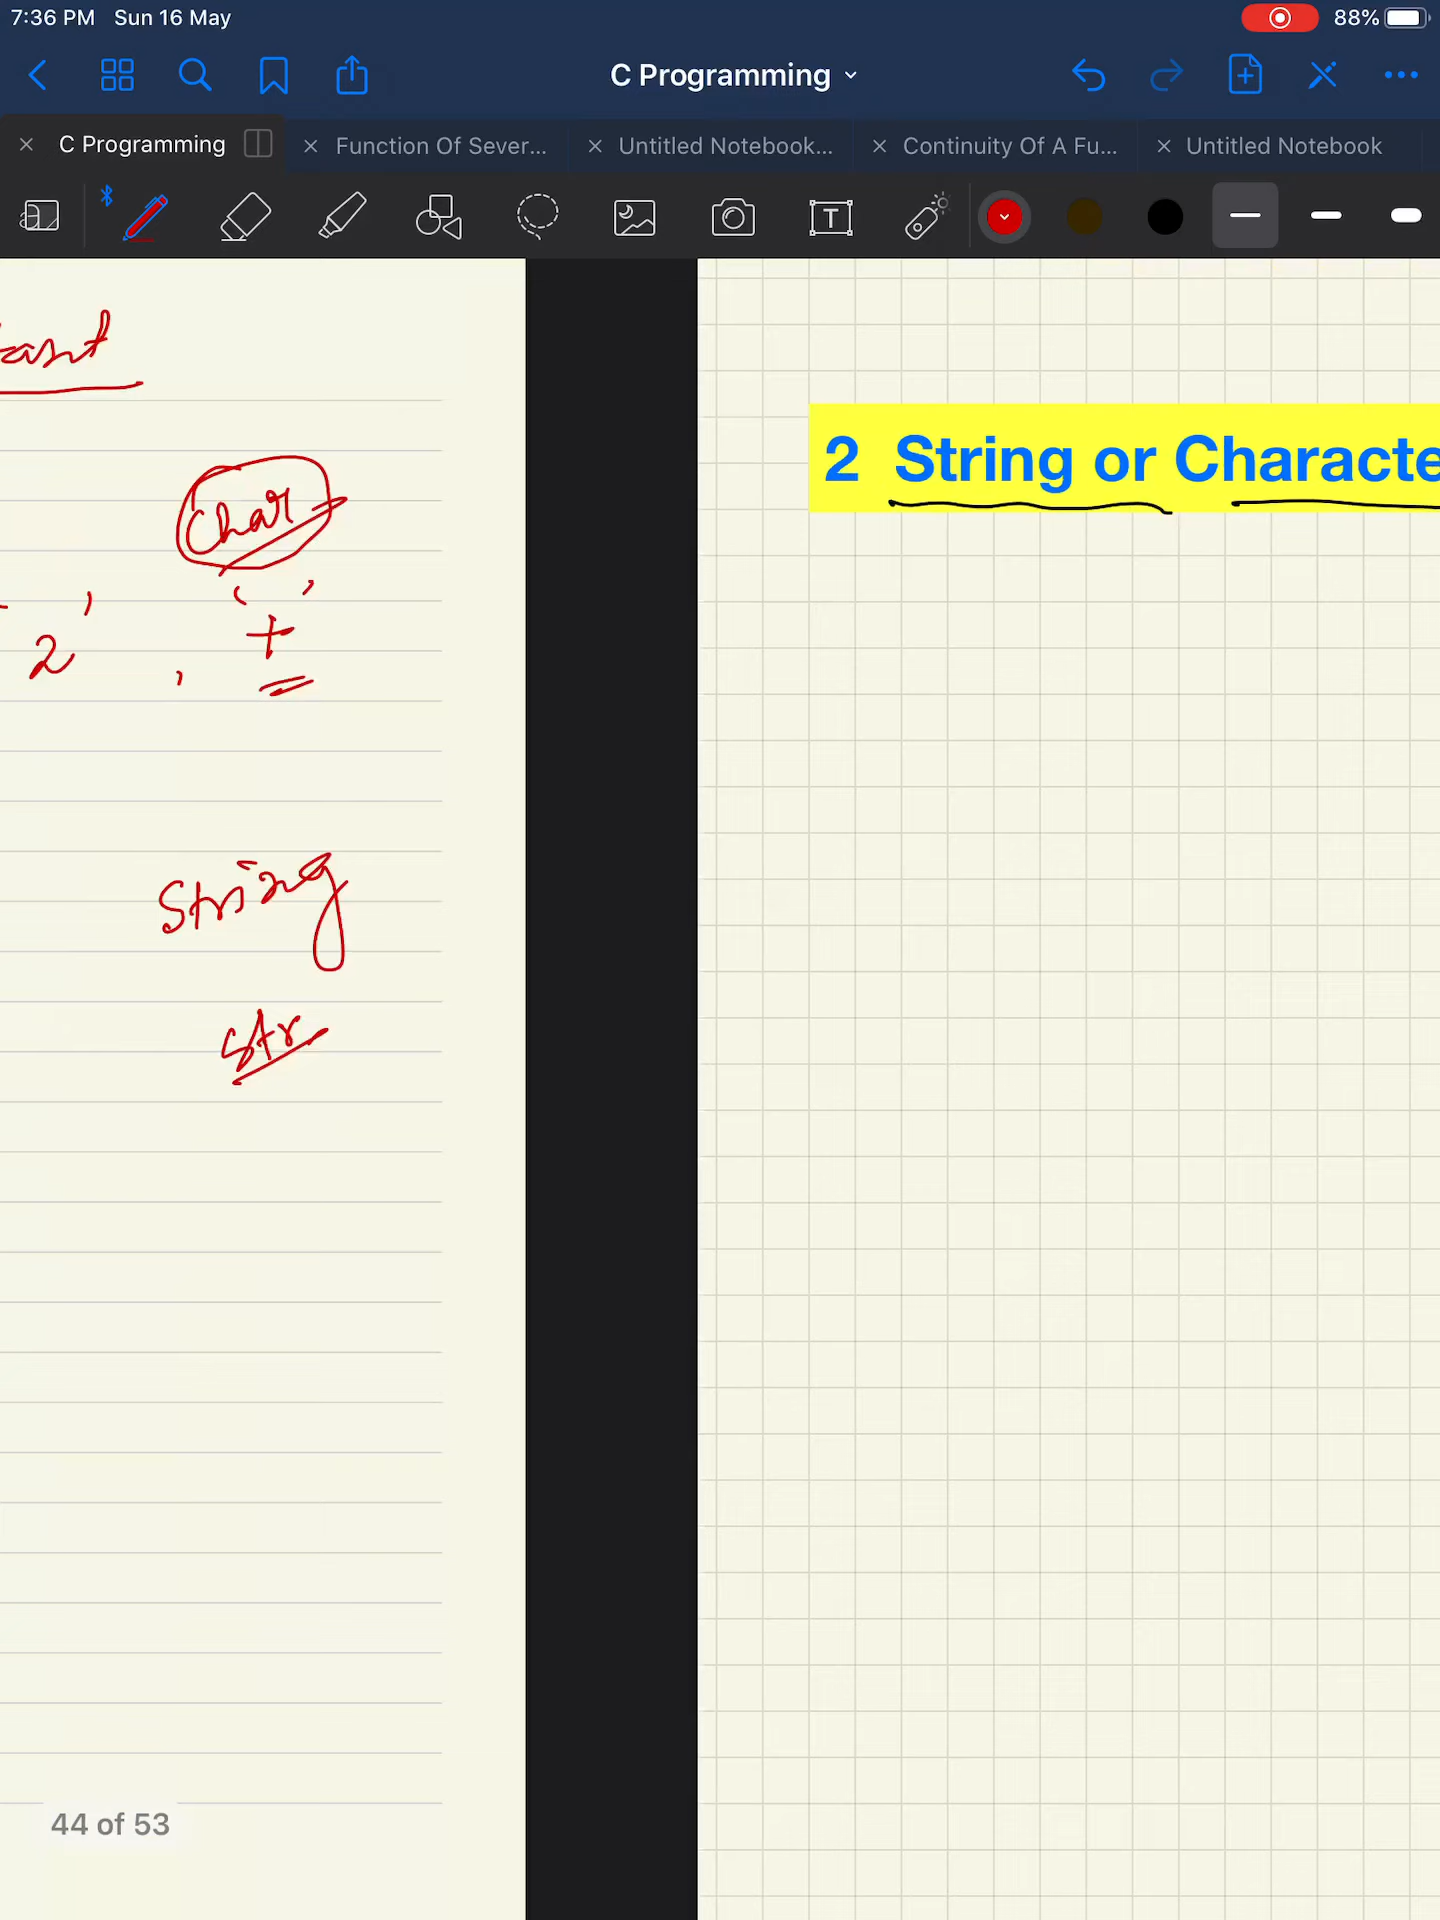 7:36 PM Sun 16 May 88%
C Programming
C Programming Function Of Sever... Untitled Notebook... Continuity Of A Fu... Untitled Notebook
T
Char
' ‘ ’
2 , +
String
Str
44 of 53
2 String or Characte